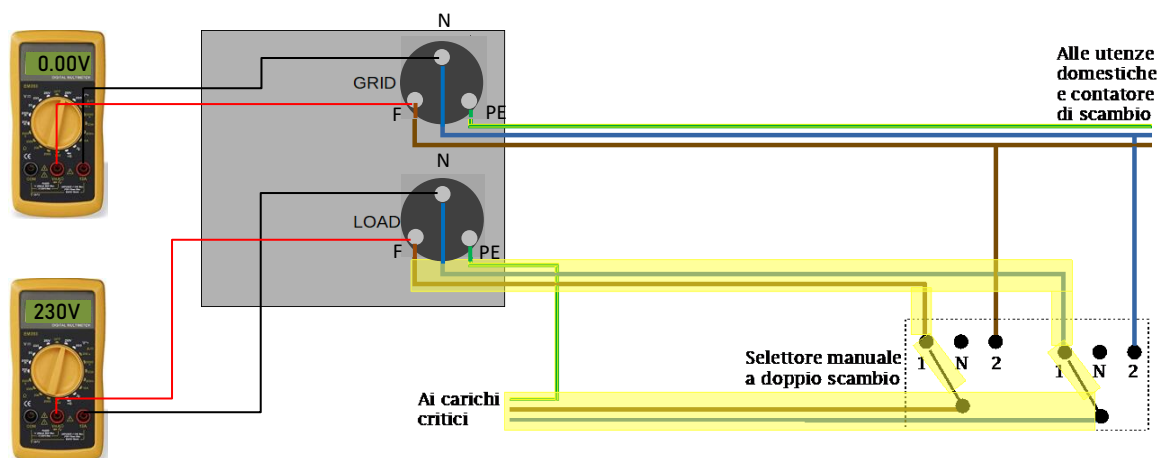 N
0.00V
GRID
F
PE
Alle utenze
domestiche
e contatore
di scambio
N
LOAD
F
PE
230V
Selettore manuale
a doppio scambio
1
N
2
1
N
2
Ai carichi
critici